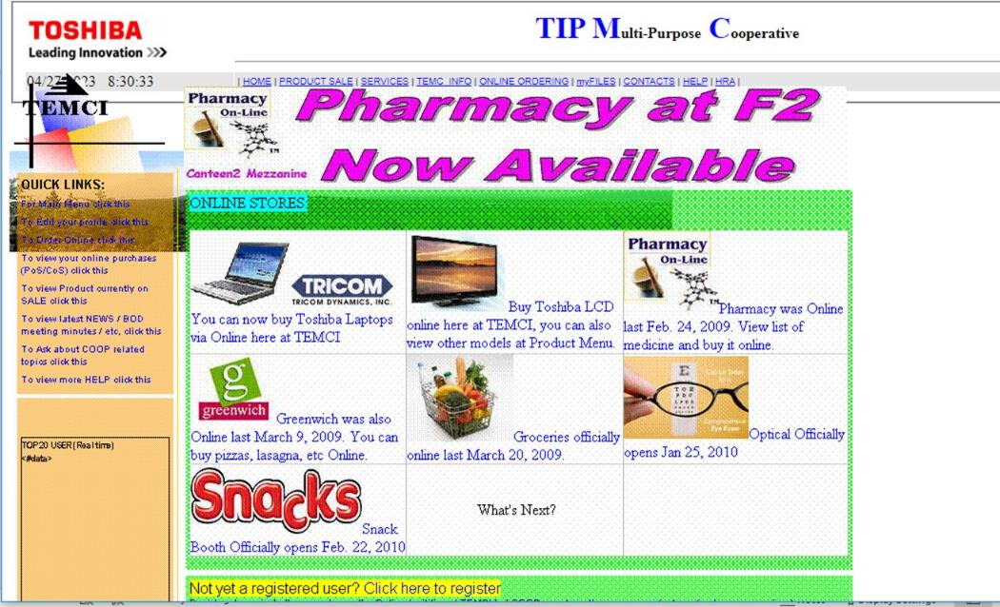 TOSHIBA
Leading Innovation >>>
TIP Multi-Purpose Cooperative
8:30:33
| HOME | PRODUCT SALE | SERVICES | TEMC_INFO | ONLINE ORDERING | myFILES | CONTACTS | HELP | HRA |
TEMCI
Pharmacy
On-Line
TM
Canteen2 Mezzanine
Pharmacy at F2
Now Available
QUICK LINKS:
For Main Menu click this
To Edit your profile click this
To Order Online click this
To view your online purchases
(PoS/CoS) click this
To view Product currently on
SALE click this
To view latest NEWS / BOD
meeting minutes / etc, click this
To Ask about COOP related
topics click this
To view more HELP click this
TOP 20 USER (Realtime)
<#data>
ONLINE STORES
TRICOM
TRICOM DYNAMICS, INC.
You can now buy Toshiba Laptops
via Online here at TEMCI
Buy Toshiba LCD
online here at TEMCI, you can also
view other models at Product Menu.
Pharmacy
On-Line
TM
Pharmacy was Online
last Feb. 24, 2009. View list of
medicine and buy it online.
g
greenwich
Greenwich was also
Online last March 9, 2009. You can
buy pizzas, lasagna, etc Online.
Groceries officially
online last March 20, 2009.
E
Optical Officially
opens Jan 25, 2010
Snacks
Snack
Booth Officially opens Feb. 22, 2010
What's Next?
Not yet a registered user? Click here to register